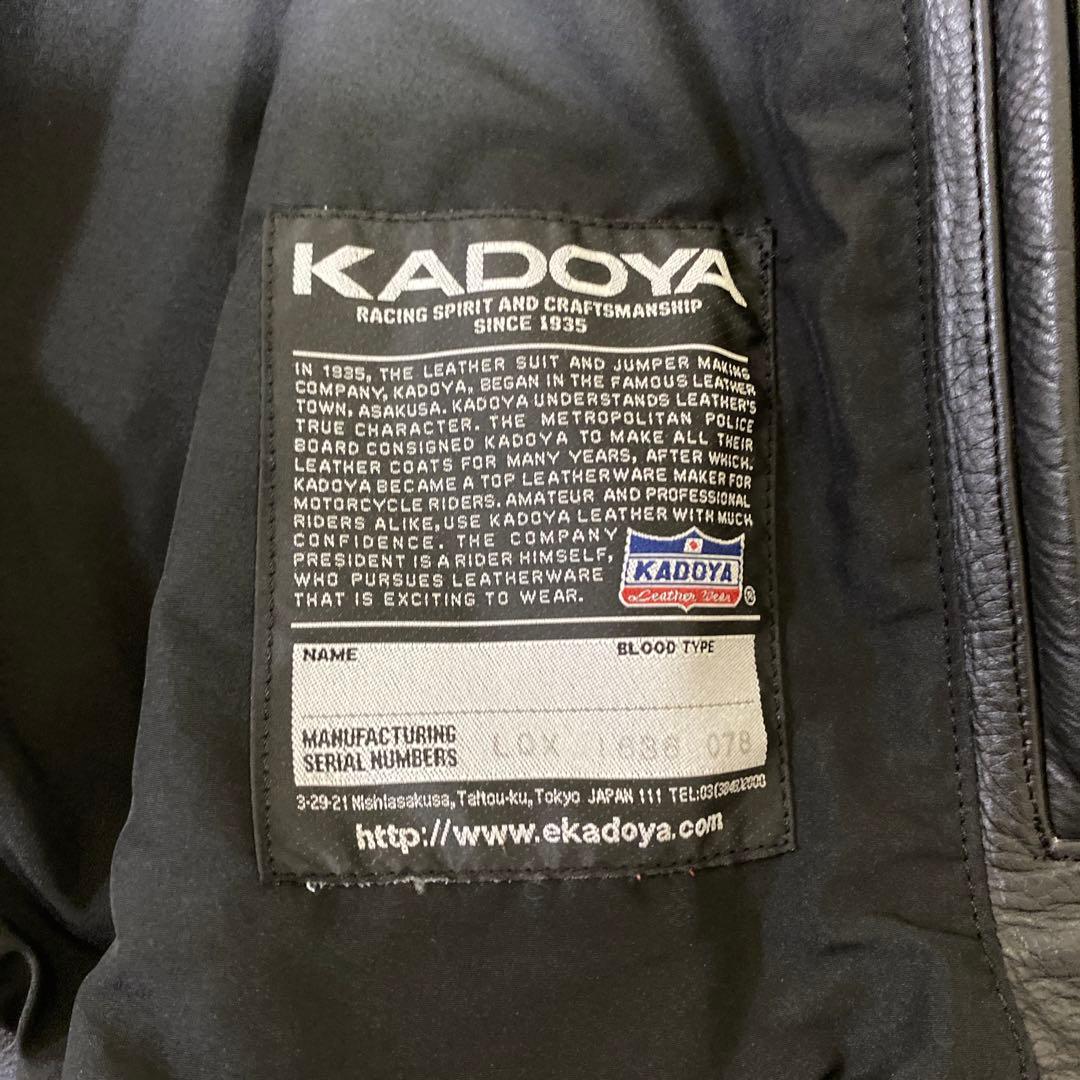 KADOYA
RACING SPIRIT AND CRAFTSMANSHIP
SINCE 1935
IN 1935, THE LEATHER SUIT AND JUMPER MAKING
COMPANY, KADOYA, BEGAN IN THE FAMOUS LEATHER
TOWN, ASAKUSA. KADOYA UNDERSTANDS LEATHER'S
TRUE CHARACTER. THE METROPOLITAN POLICE
BOARD CONSIGNED KADOYA TO MAKE ALL THEIR
LEATHER COATS FOR MANY YEARS, AFTER WHICH.
KADOYA BECAME A TOP LEATHERWARE MAKER FOR
MOTORCYCLE RIDERS. AMATEUR AND PROFESSIONAL
RIDERS ALIKE, USE KADOYA LEATHER WITH MUCH
CONFIDENCE. THE COMPANY
PRESIDENT IS A RIDER HIMSELF,
WHO PURSUES LEATHERWARE
THAT IS EXCITING TO WEAR.
KADOYA
Leather Wear ®
NAME BLOOD TYPE
MANUFACTURING
SERIAL NUMBERS
LQX 1636 078
3-29-21 Nishiasakusa, Taitou-ku, Tokyo JAPAN 111 TEL:03(3843)2000
http://www.ekadoya.com